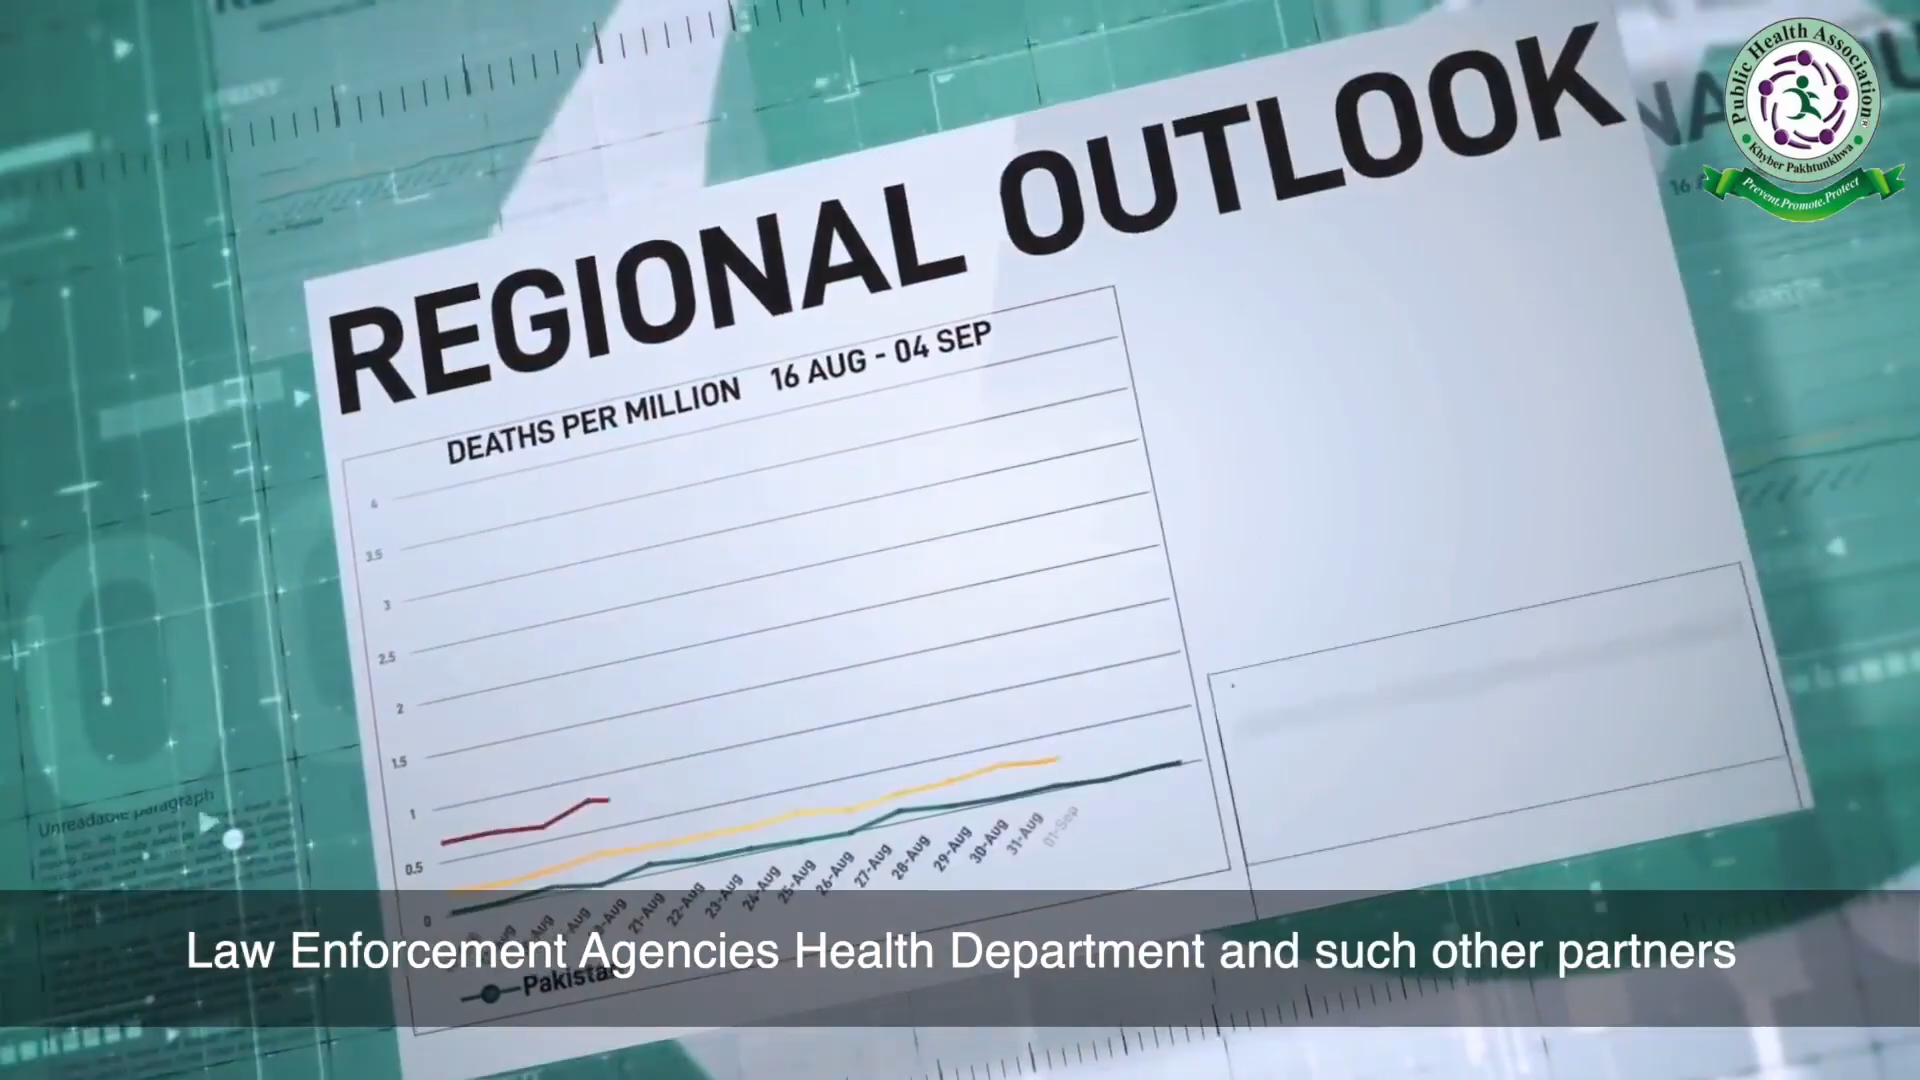 REGIONAL OUTLOOK
DEATHS PER MILLION 16 AUG - 04 SEP
4
3.5
3
2.5
2
1.5
1
0.5
0
21-Aug
22-Aug
23-Aug
24-Aug
25-Aug
26-Aug
27-Aug
28-Aug
29-Aug
30-Aug
31-Aug
01-Sep
Public Health Association
Khyber Pakhtunkhwa
Prevent.Promote.Protect
Unreadable paragraph
Law Enforcement Agencies Health Department and such other partners